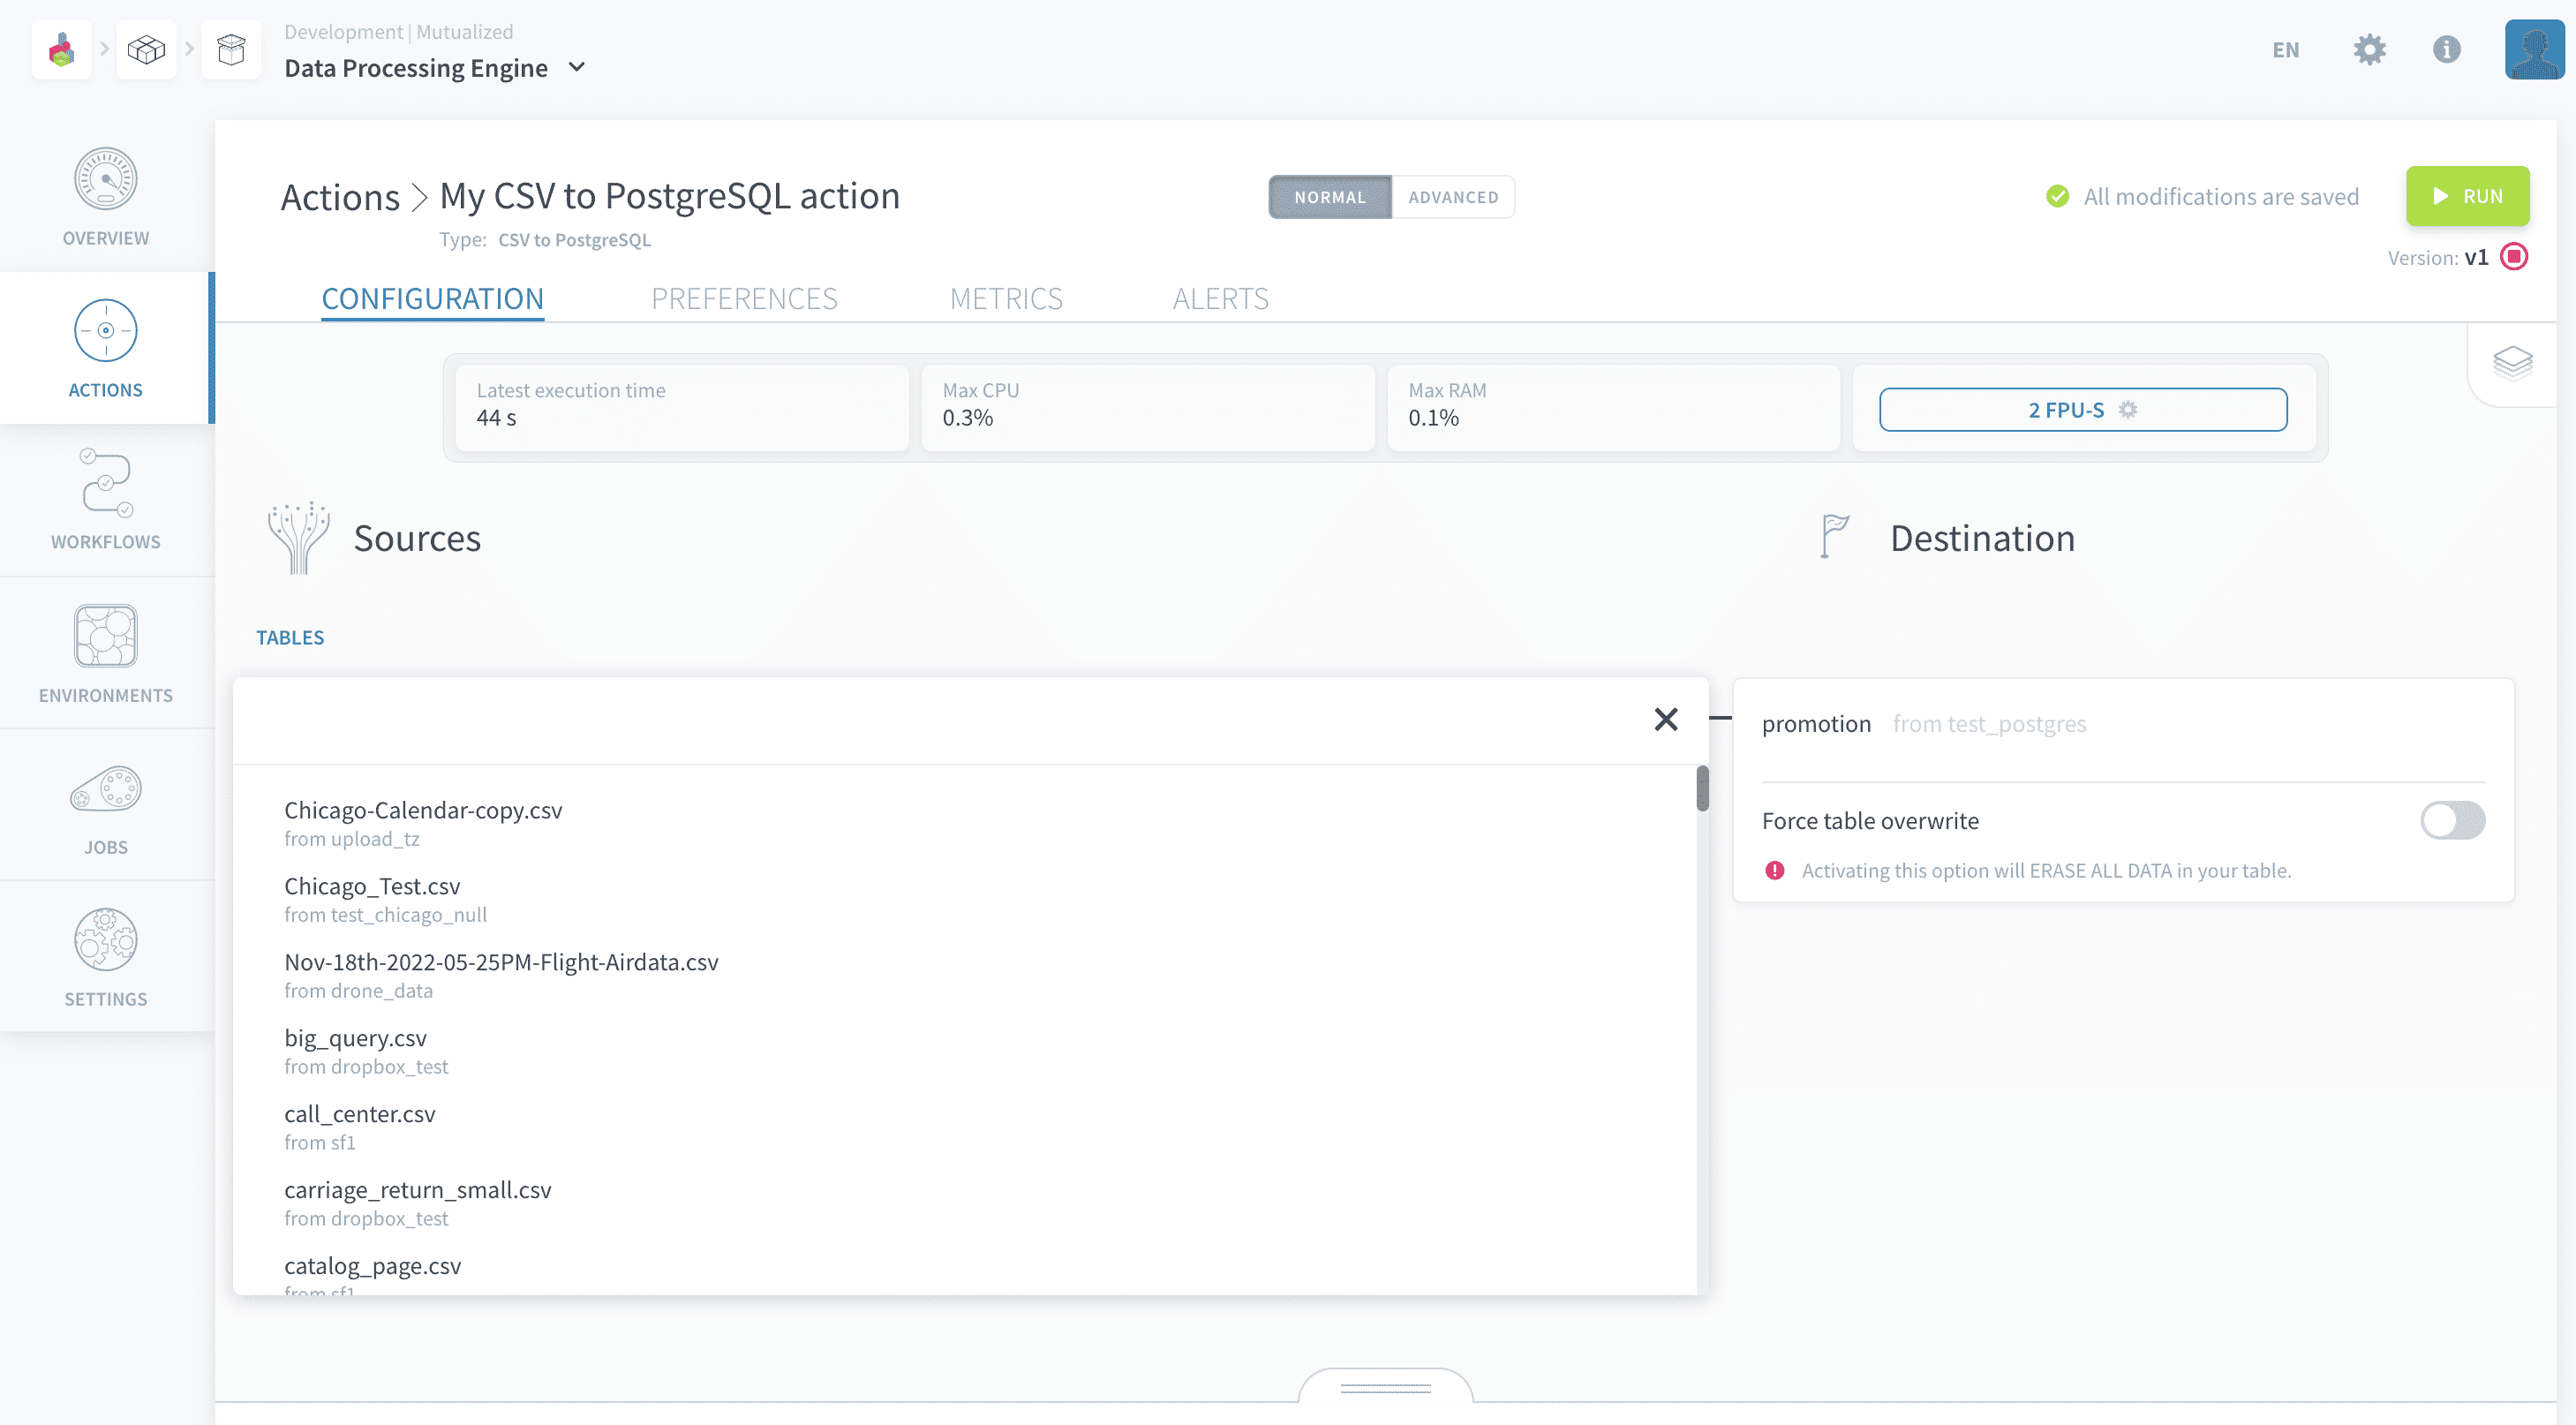 Development | Mutualized
Data Processing Engine
EN
OVERVIEW
ACTIONS
WORKFLOWS
ENVIRONMENTS
JOBS
SETTINGS
Actions > My CSV to PostgreSQL action
Type: CSV to PostgreSQL
NORMAL
ADVANCED
All modifications are saved
RUN
Version: v1
CONFIGURATION
PREFERENCES
METRICS
ALERTS
Latest execution time
44 s
Max CPU
0.3%
Max RAM
0.1%
2 FPU-S
Sources
Destination
TABLES
Chicago-Calendar-copy.csv
from upload_tz
Chicago_Test.csv
from test_chicago_null
Nov-18th-2022-05-25PM-Flight-Airdata.csv
from drone_data
big_query.csv
from dropbox_test
call_center.csv
from sf1
carriage_return_small.csv
from dropbox_test
catalog_page.csv
from sf1
promotion from test_postgres
Force table overwrite
Activating this option will ERASE ALL DATA in your table.